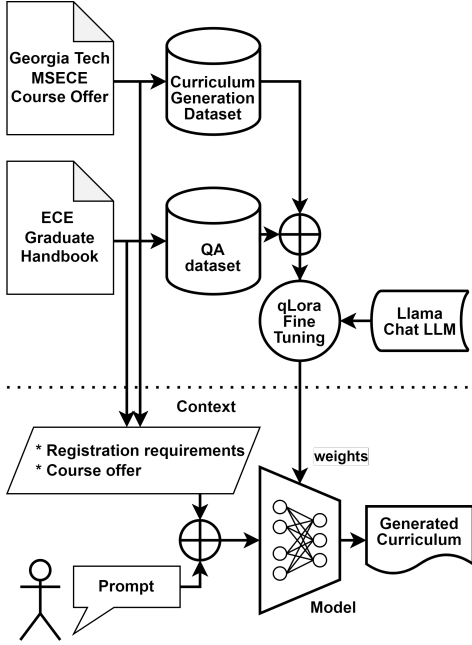 Georgia Tech
MSECE
Course Offer
Curriculum
Generation
Dataset
ECE
Graduate
Handbook
QA
dataset
qLora
Fine
Tuning
Llama
Chat LLM
Context
* Registration requirements
* Course offer
weights
Generated
Curriculum
Prompt
Model